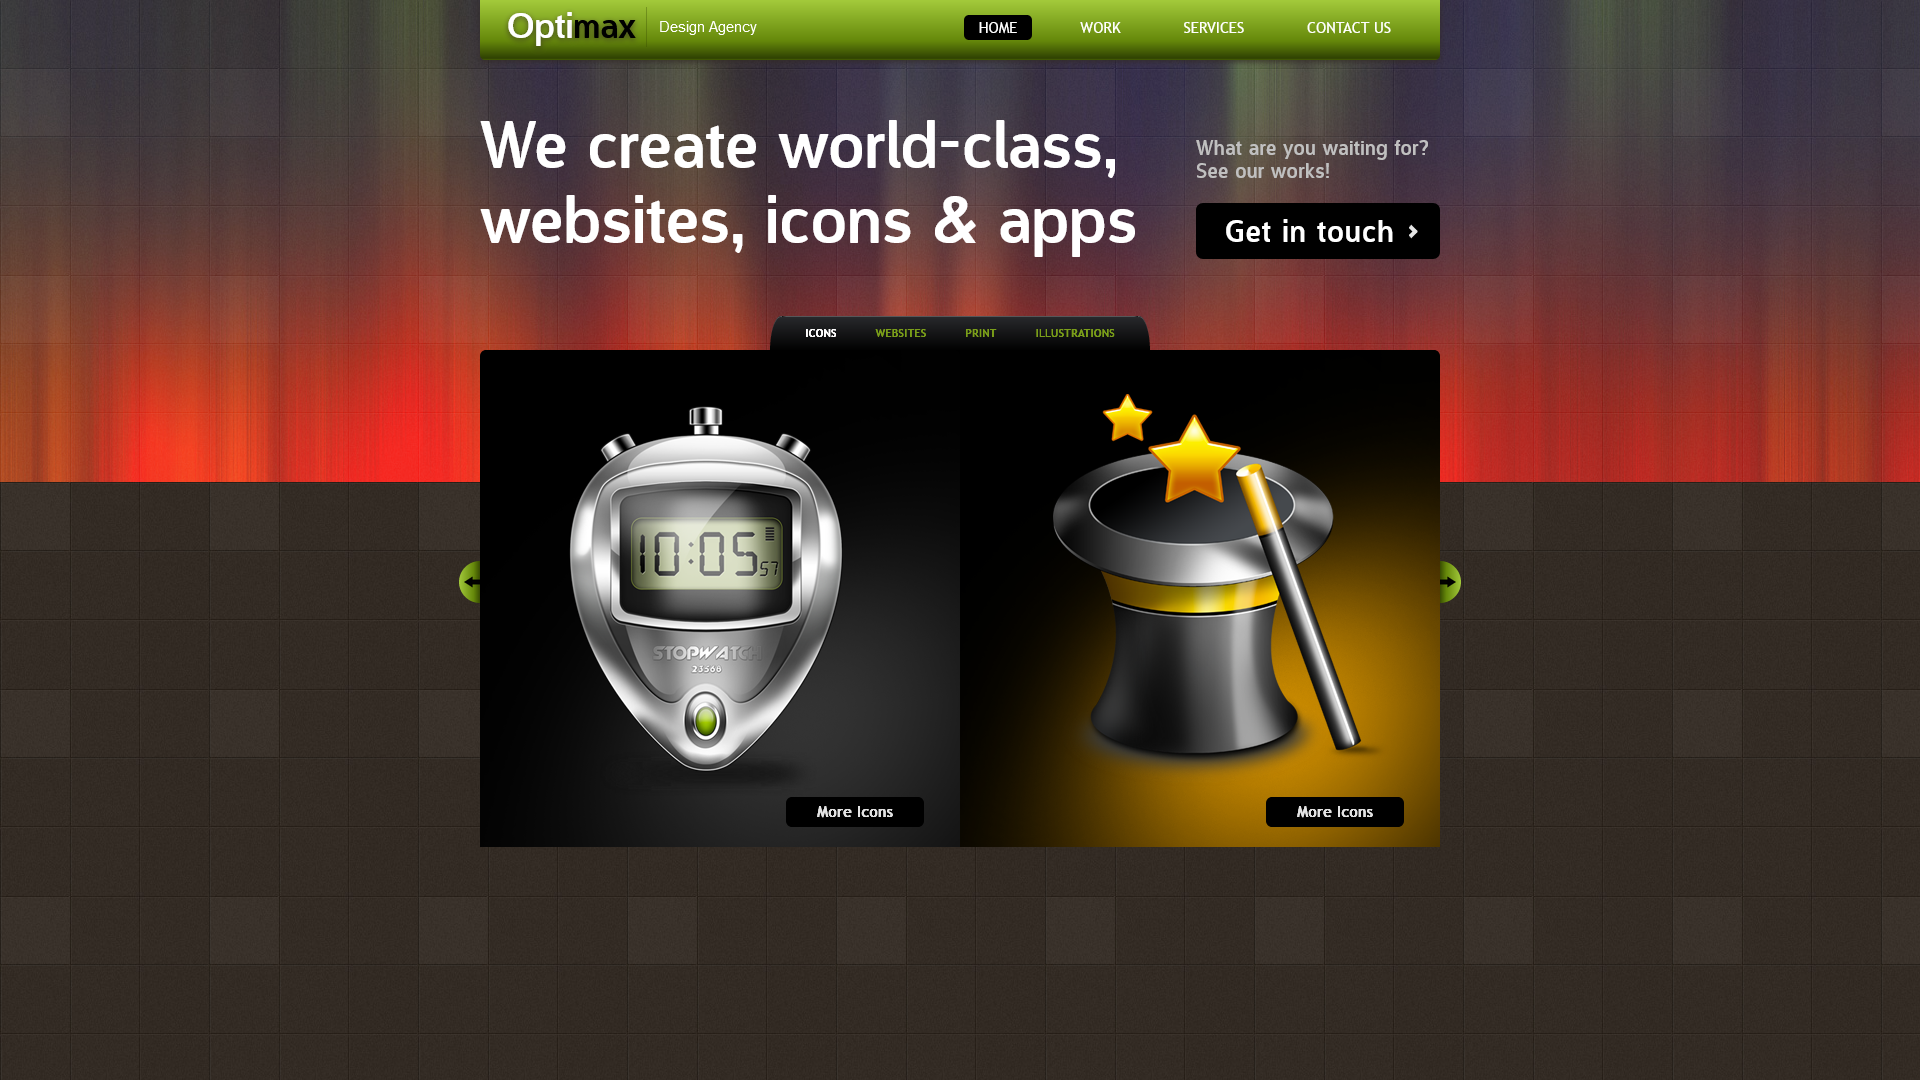 Optimax
Design Agency
HOME
WORK
SERVICES
CONTACT US
We create world-class,
websites, icons & apps
What are you waiting for?
See our works!
Get in touch
ICONS
WEBSITES
PRINT
ILLUSTRATIONS
10:05 57
STOPWATCH
23566
More Icons
More Icons